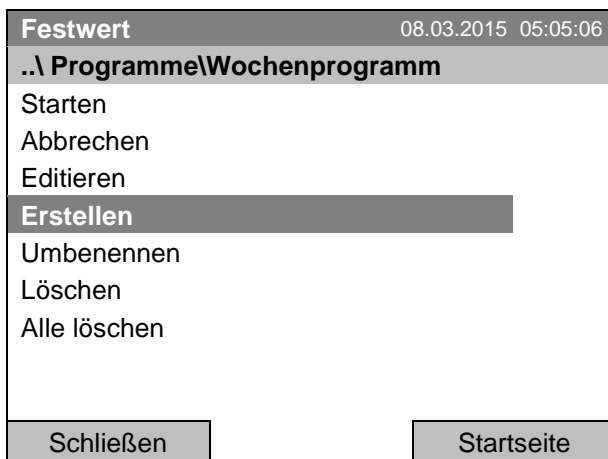 Festwert 08.03.2015 05:05:06
..\ Programme\Wochenprogramm
Starten
Abbrechen
Editieren
Erstellen
Umbenennen
Löschen
Alle löschen
Schließen Startseite